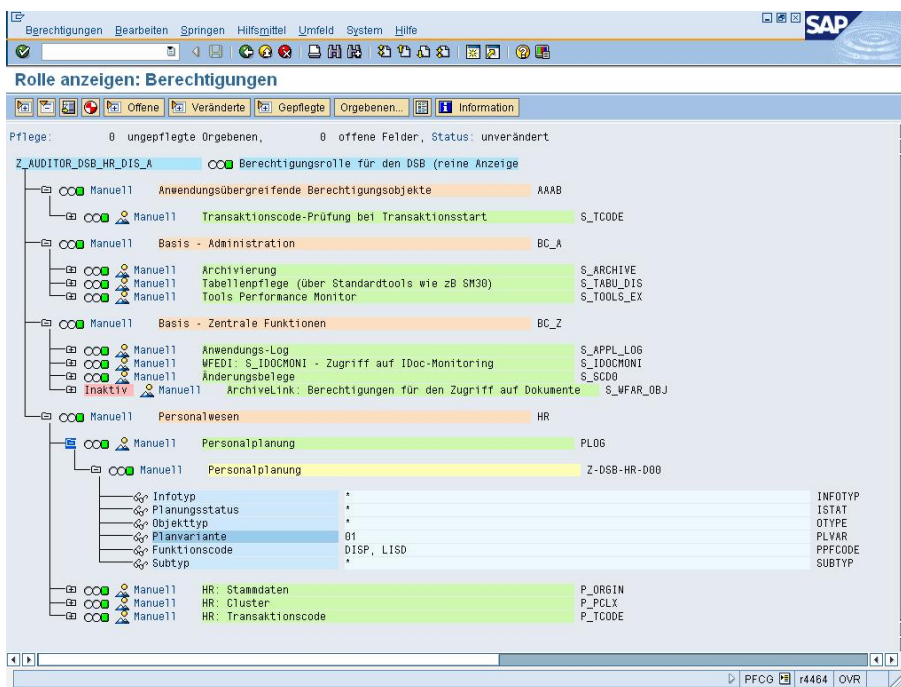 Berechtigungen Bearbeiten Springen Hilfsmittel Umfeld System Hilfe
SAP
Rolle anzeigen: Berechtigungen
Offene Veränderte Gepflegte Orgebenen... Information
Pflege: 0 ungepflegte Orgebenen, 0 offene Felder, Status: unverändert
Z_AUDITOR_DSB_HR_DIS_A Berechtigungsrolle für den DSB (reine Anzeige
Manuell Anwendungsübergreifende Berechtigungsobjekte AAAB
Manuell Transaktionscode-Prüfung bei Transaktionsstart S_TCODE
Manuell Basis - Administration BC_A
Manuell Archivierung S_ARCHIVE
Manuell Tabellenpflege (über Standardtools wie zB SM30) S_TABU_DIS
Manuell Tools Performance Monitor S_TOOLS_EX
Manuell Basis - Zentrale Funktionen BC_Z
Manuell Anwendungs-Log S_APPL_LOG
Manuell WFEDI: S_IDOCMONI - Zugriff auf IDoc-Monitoring S_IDOCMONI
Manuell Änderungsbelege S_SCD0
Inaktiv Manuell ArchiveLink: Berechtigungen für den Zugriff auf Dokumente S_WFAR_OBJ
Manuell Personalwesen HR
Manuell Personalplanung PLOG
Manuell Personalplanung Z-DSB-HR-D00
Infotyp * INFOTYP
Planungsstatus * ISTAT
Objekttyp * OTYPE
Planvariante 01 PLVAR
Funktionscode DISP, LISD PPFCODE
Subtyp * SUBTYP
Manuell HR: Stammdaten P_ORGIN
Manuell HR: Cluster P_PCLX
Manuell HR: Transaktionscode P_TCODE
PFCG r4464 OVR